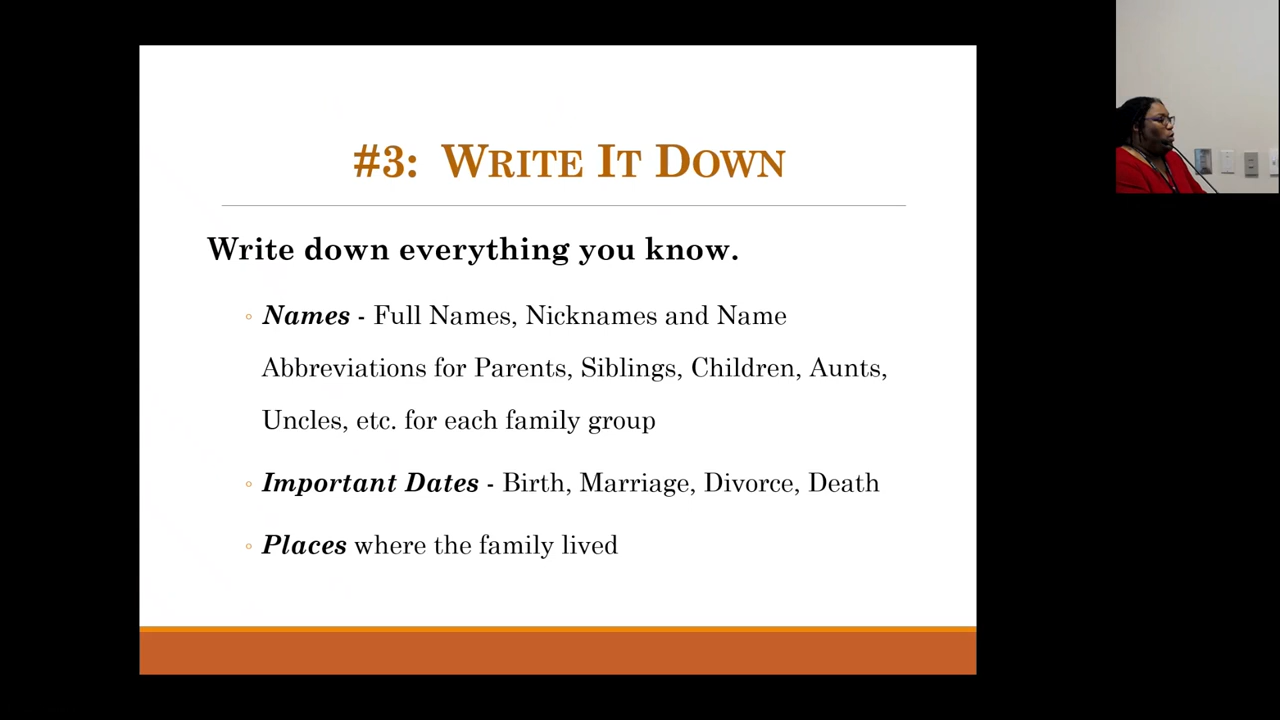 #3: Write It Down
Write down everything you know.
◦ Names - Full Names, Nicknames and Name
Abbreviations for Parents, Siblings, Children, Aunts,
Uncles, etc. for each family group
◦ Important Dates - Birth, Marriage, Divorce, Death
◦ Places where the family lived